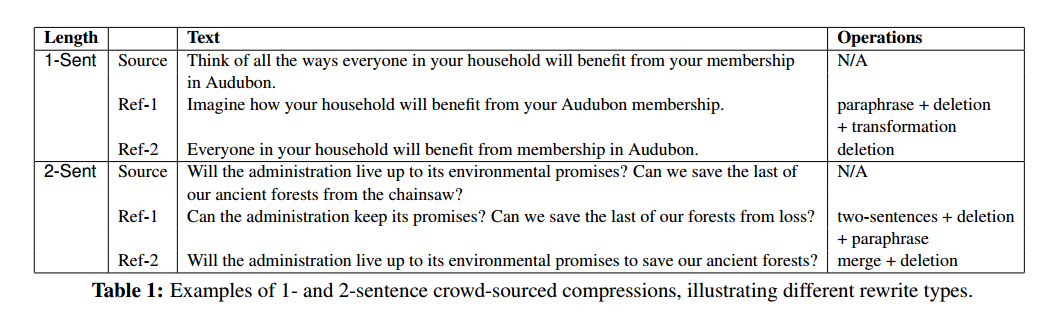 Length Text Operations
1-Sent Source Think of all the ways everyone in your household will benefit from your membership N/A
in Audubon.
Ref-1 Imagine how your household will benefit from your Audubon membership. paraphrase + deletion
+ transformation
Ref-2 Everyone in your household will benefit from membership in Audubon. deletion
2-Sent Source Will the administration live up to its environmental promises? Can we save the last of N/A
our ancient forests from the chainsaw?
Ref-1 Can the administration keep its promises? Can we save the last of our forests from loss? two-sentences + deletion
+ paraphrase
Ref-2 Will the administration live up to its environmental promises to save our ancient forests? merge + deletion
Table 1: Examples of 1- and 2-sentence crowd-sourced compressions, illustrating different rewrite types.